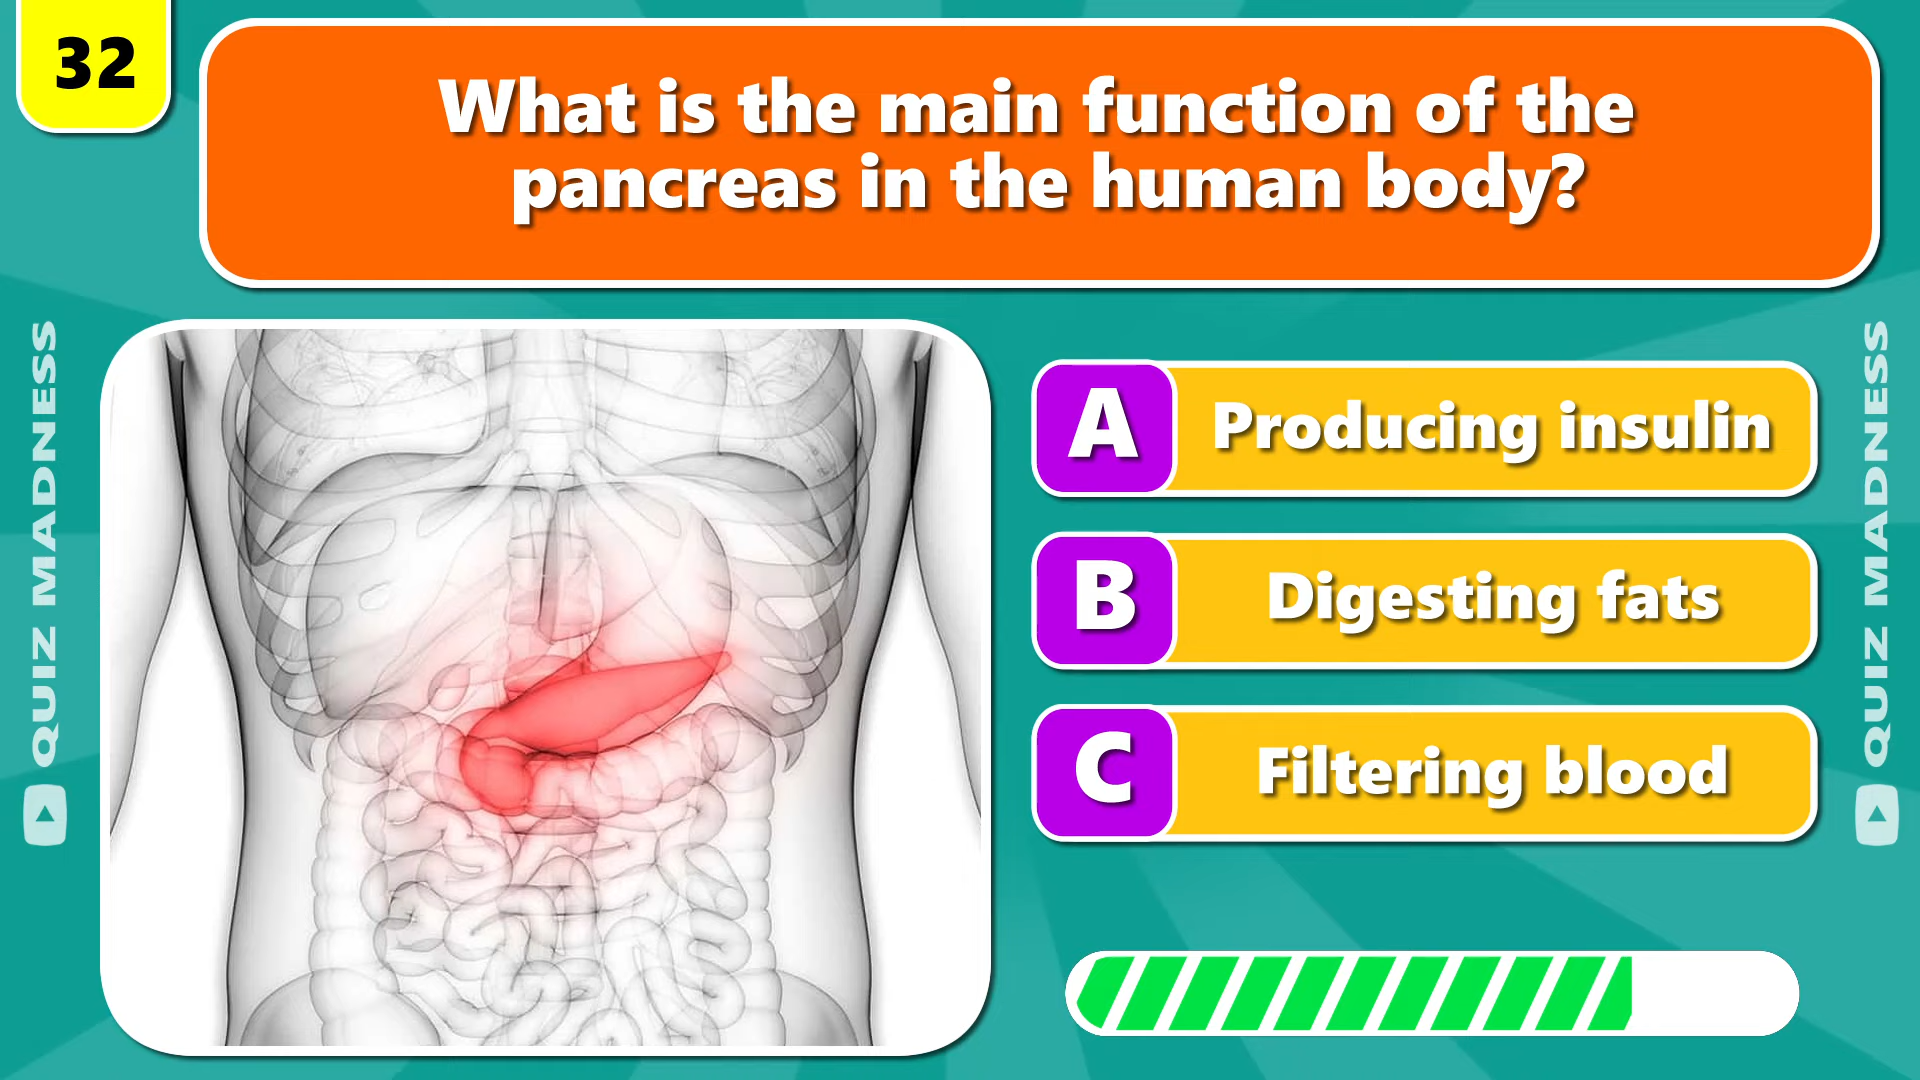 32
What is the main function of the
pancreas in the human body?
A Producing insulin
B Digesting fats
C Filtering blood
QUIZ MADNESS
QUIZ MADNESS